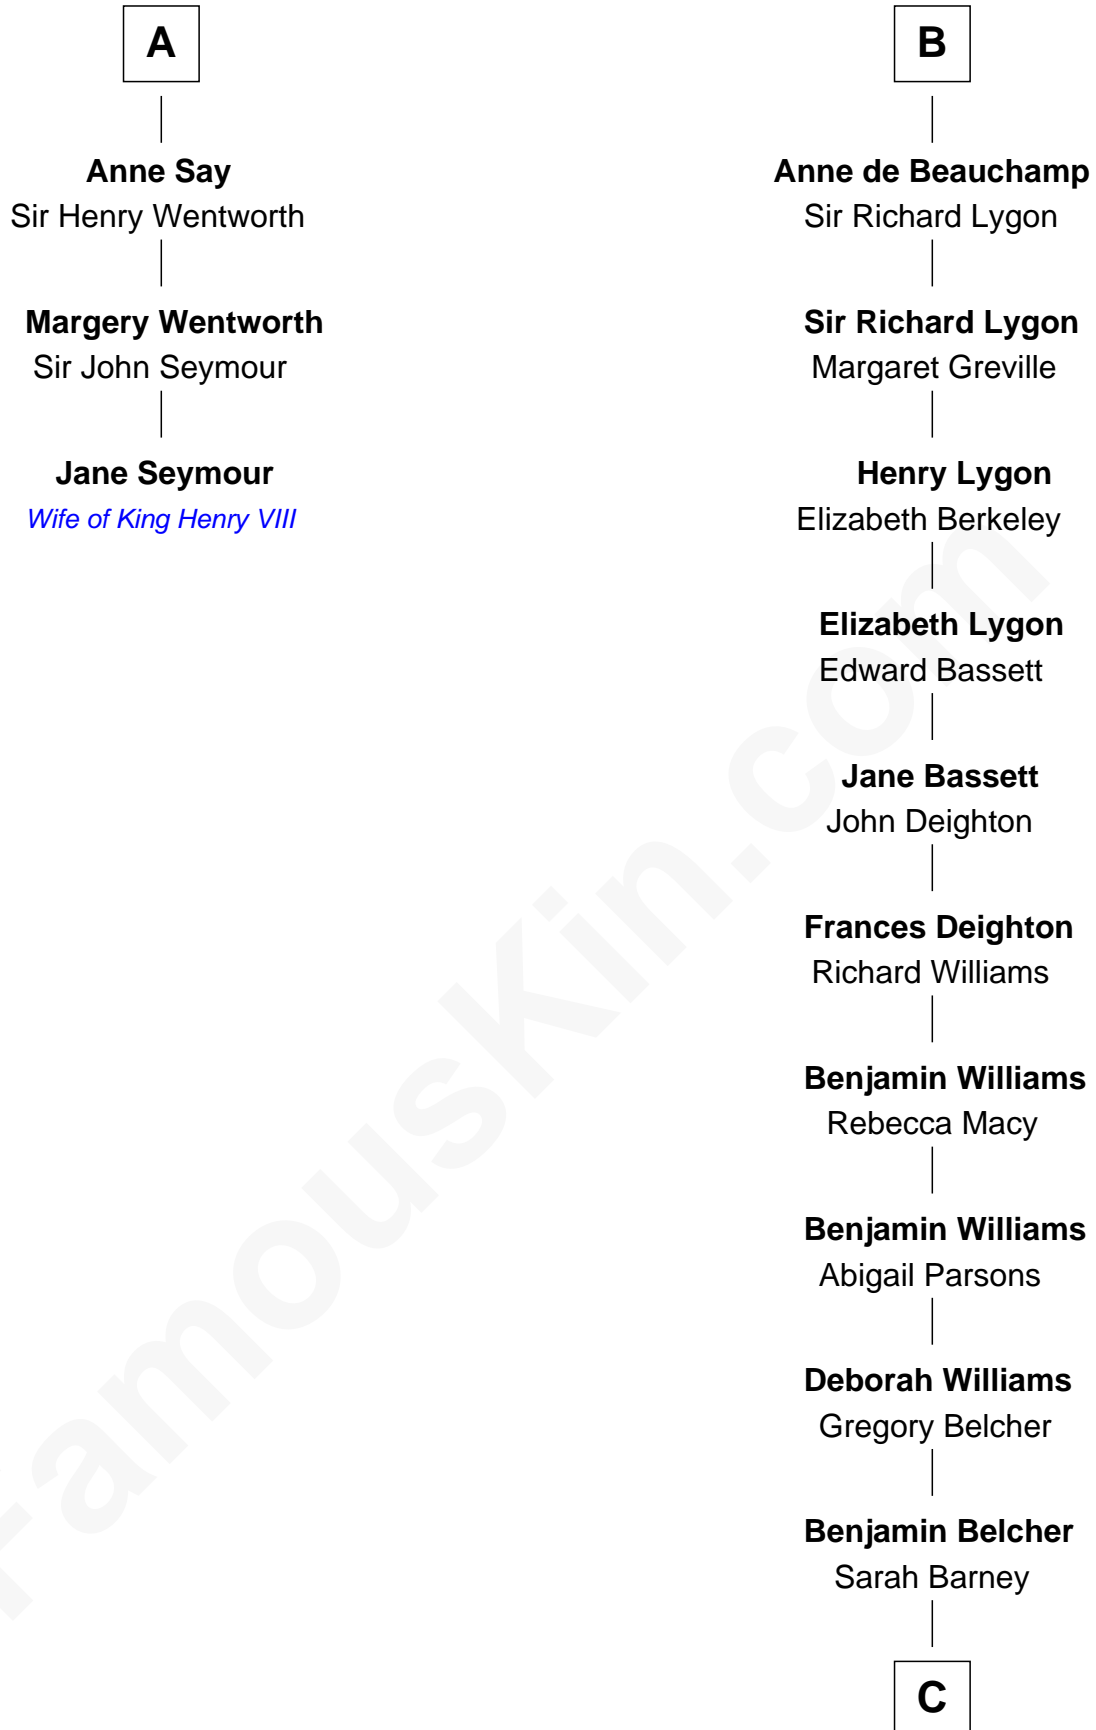 A
Anne Say
Sir Henry Wentworth
Margery Wentworth
Sir John Seymour
Jane Seymour
Wife of King Henry VIII
B
Anne de Beauchamp
Sir Richard Lygon
Sir Richard Lygon
Margaret Greville
Henry Lygon
Elizabeth Berkeley
Elizabeth Lygon
Edward Bassett
Jane Bassett
John Deighton
Frances Deighton
Richard Williams
Benjamin Williams
Rebecca Macy
Benjamin Williams
Abigail Parsons
Deborah Williams
Gregory Belcher
Benjamin Belcher
Sarah Barney
C
FamousKin.com